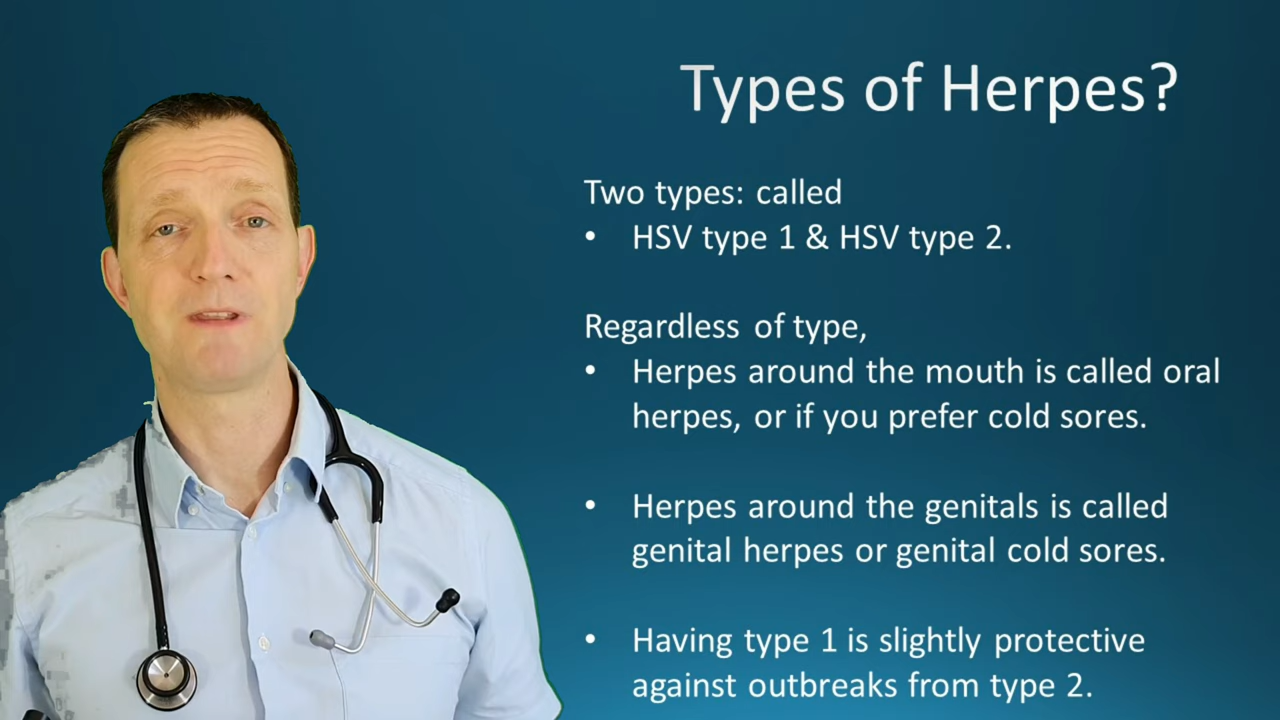 Types of Herpes?
Two types: called
• HSV type 1 & HSV type 2.
Regardless of type,
• Herpes around the mouth is called oral
herpes, or if you prefer cold sores.
• Herpes around the genitals is called
genital herpes or genital cold sores.
• Having type 1 is slightly protective
against outbreaks from type 2.